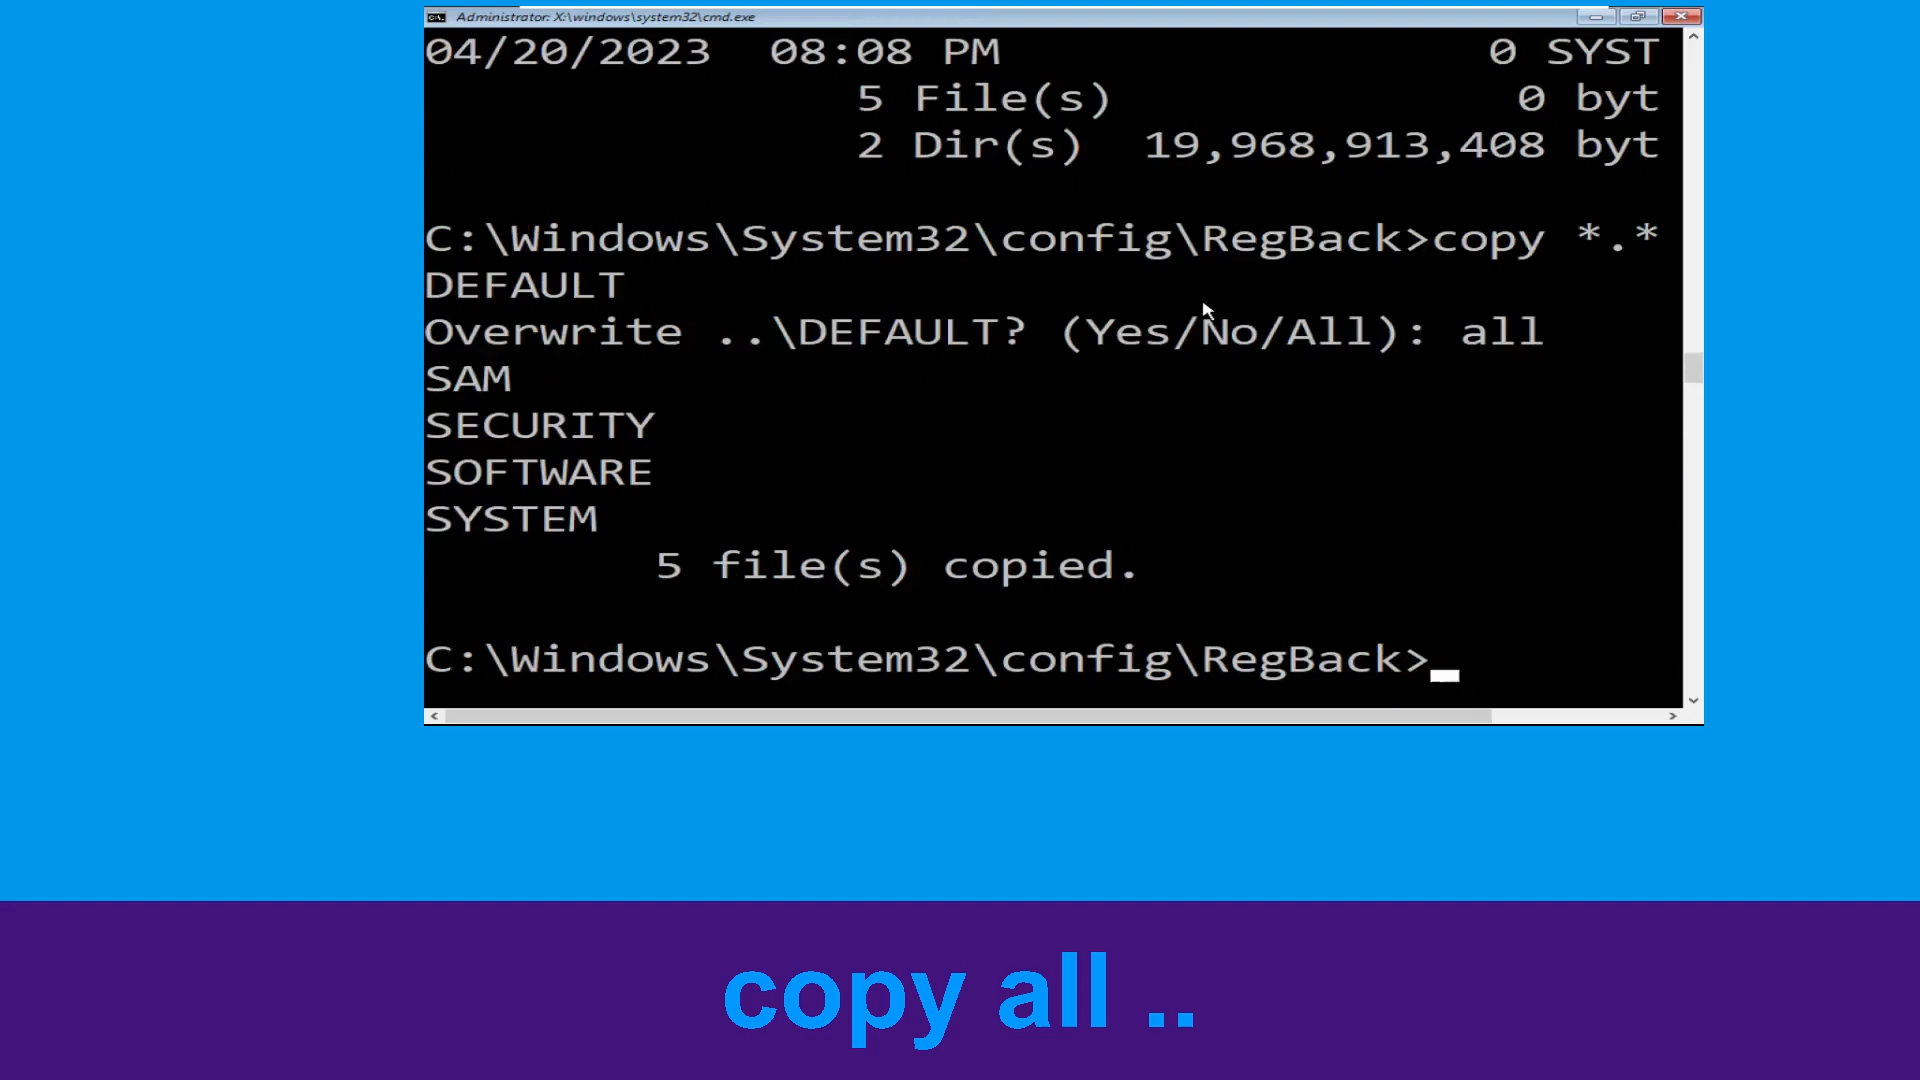 Administrator: X:\windows\system32\cmd.exe
04/20/2023  08:08 PM                 0 SYST
5 File(s)              0 byt
2 Dir(s)  19,968,913,408 byt
C:\Windows\System32\config\RegBack>copy *.*
DEFAULT
Overwrite ..\DEFAULT? (Yes/No/All): all
SAM
SECURITY
SOFTWARE
SYSTEM
5 file(s) copied.
C:\Windows\System32\config\RegBack>
copy all ..